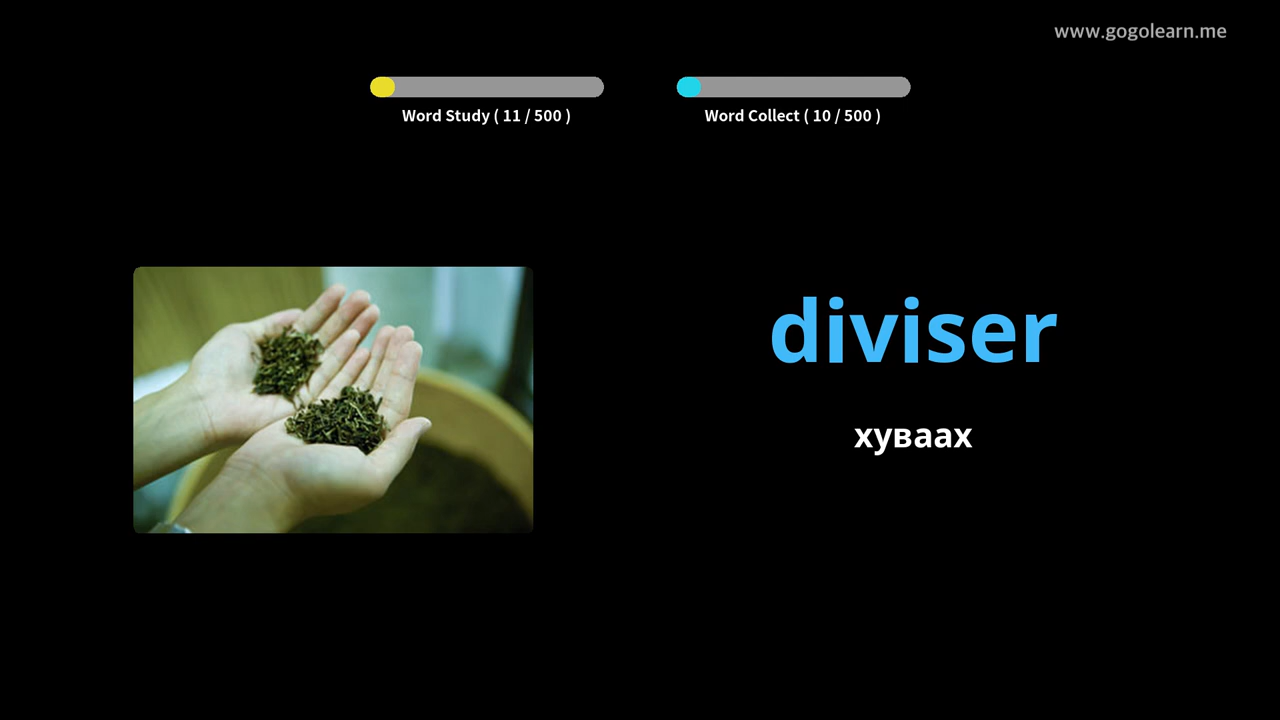 www.gogolearn.me
Word Study ( 11 / 500 )
Word Collect ( 10 / 500 )
diviser
хуваах